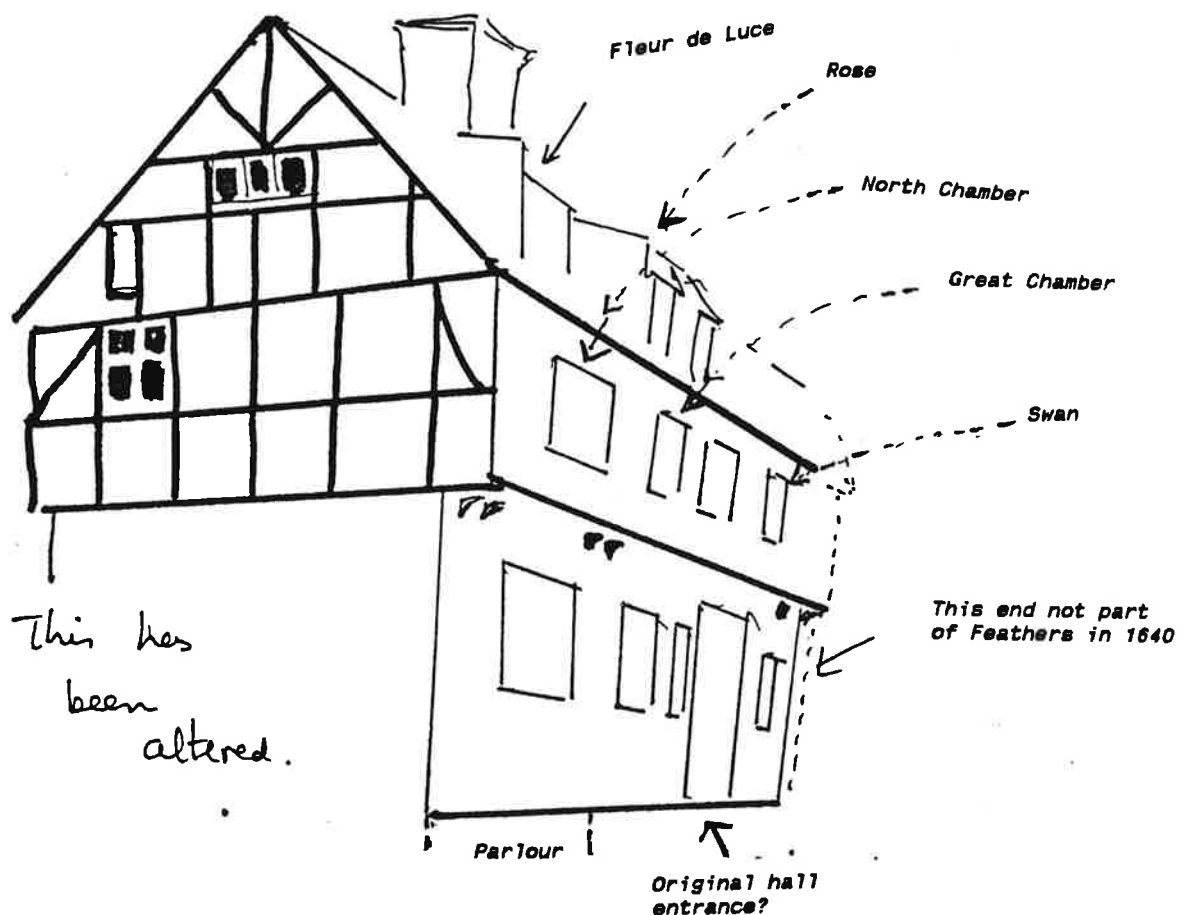 Fleur de Luce
Rose
North Chamber
Great Chamber
Swan
This end not part
of Feathers in 1640
This has
been
altered.
Parlour
Original hall
entrance?